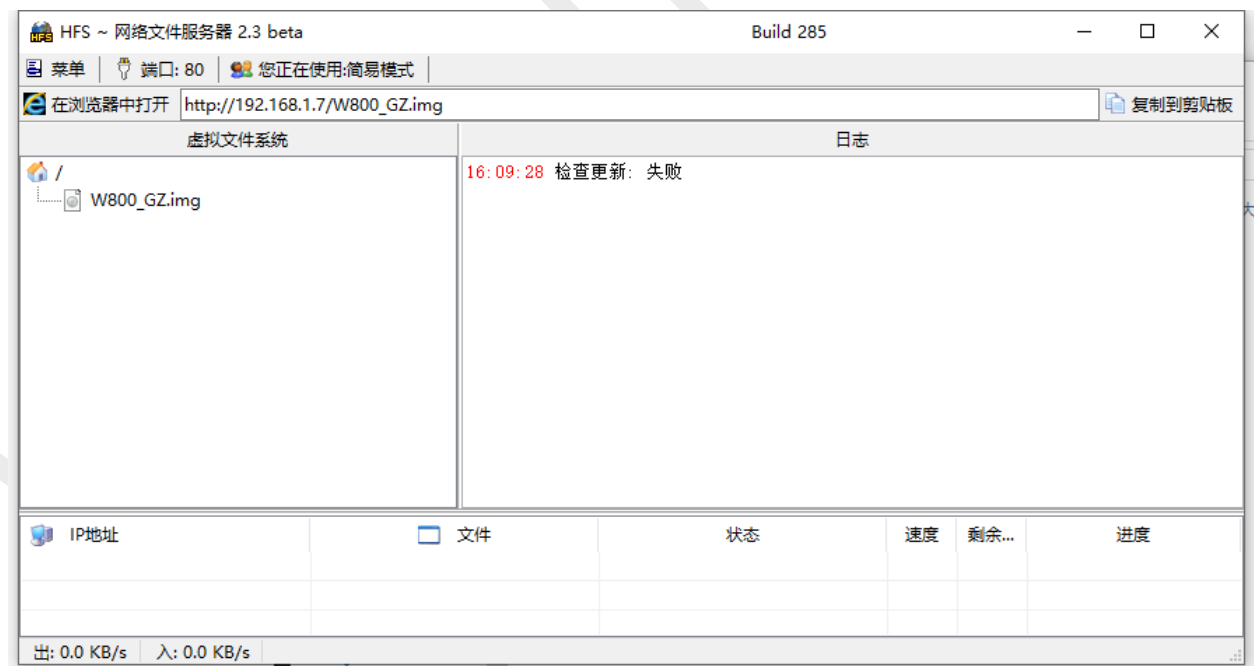 HFS ~ 网络文件服务器 2.3 beta Build 285
菜单 端口: 80 您正在使用:简易模式
在浏览器中打开 http://192.168.1.7/W800_GZ.img 复制到剪贴板
虚拟文件系统 日志
/ 16:09:28 检查更新: 失败
W800_GZ.img
IP地址 文件 状态 速度 剩余... 进度
出: 0.0 KB/s 入: 0.0 KB/s